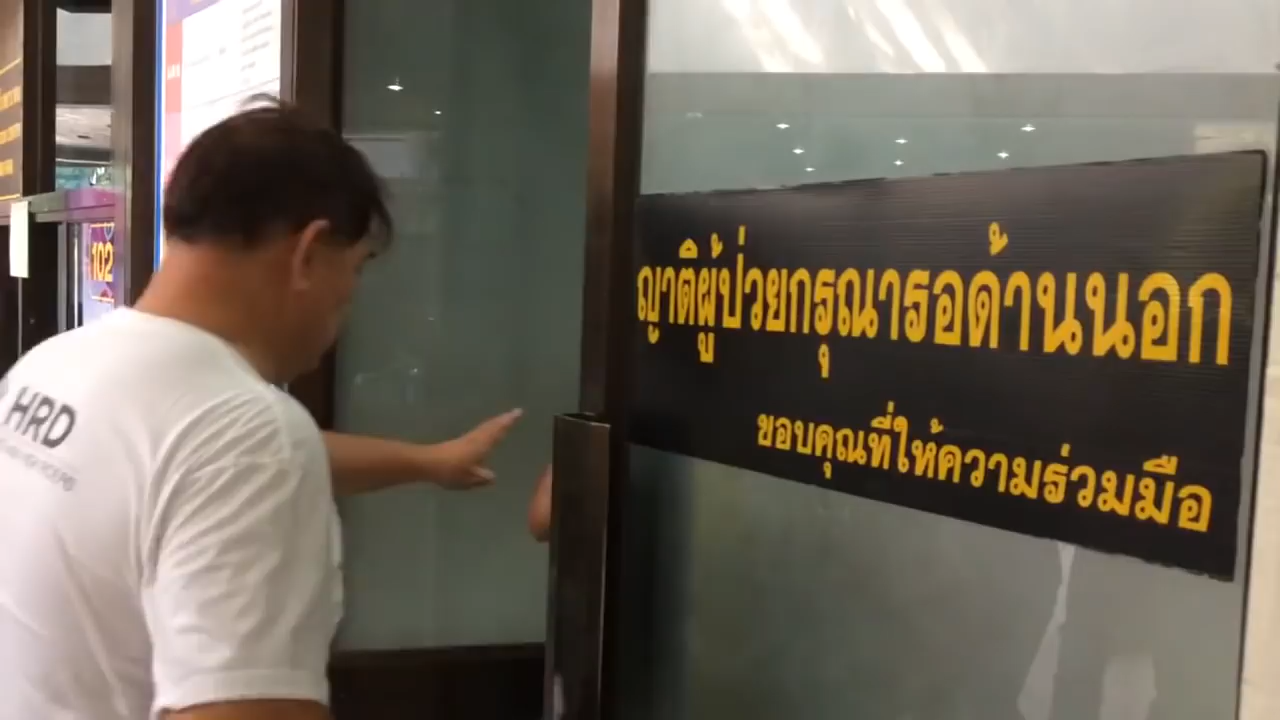 ญาติผู้ป่วยกรุณารอด้านนอก
ขอบคุณที่ให้ความร่วมมือ
HRD
102